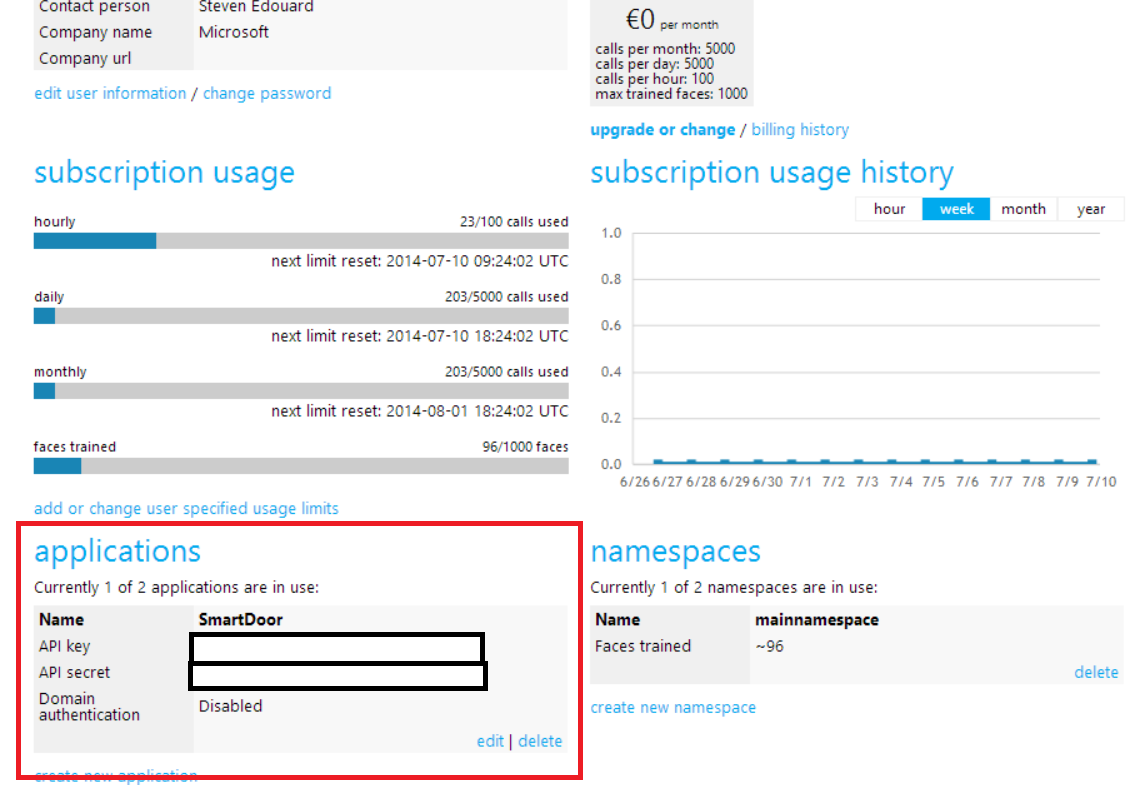 Contact person Steven Edouard
Company name Microsoft
Company url
edit user information / change password
€0 per month
calls per month: 5000
calls per day: 5000
calls per hour: 100
max trained faces: 1000
upgrade or change / billing history
subscription usage
hourly 23/100 calls used
next limit reset: 2014-07-10 09:24:02 UTC
daily 203/5000 calls used
next limit reset: 2014-07-10 18:24:02 UTC
monthly 203/5000 calls used
next limit reset: 2014-08-01 18:24:02 UTC
faces trained 96/1000 faces
add or change user specified usage limits
subscription usage history
hour week month year
1.0
0.8
0.6
0.4
0.2
0.0
6/26 6/27 6/28 6/29 6/30 7/1 7/2 7/3 7/4 7/5 7/6 7/7 7/8 7/9 7/10
applications
Currently 1 of 2 applications are in use:
Name SmartDoor
API key
API secret
Domain
authentication Disabled
edit | delete
create new application
namespaces
Currently 1 of 2 namespaces are in use:
Name mainnamespace
Faces trained ~96
delete
create new namespace